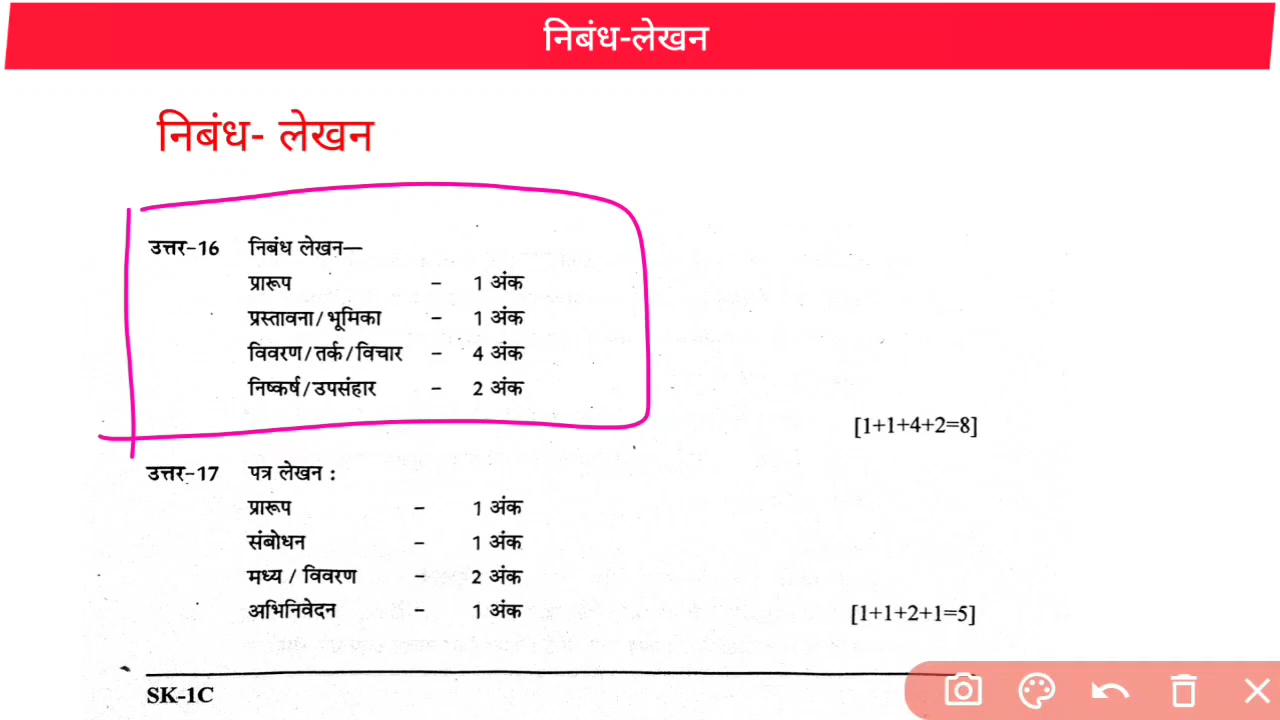 निबंध-लेखन
निबंध- लेखन
उत्तर-16 निबंध लेखन—
प्रारूप – 1 अंक
प्रस्तावना/भूमिका – 1 अंक
विवरण/तर्क/विचार – 4 अंक
निष्कर्ष/उपसंहार – 2 अंक
[1+1+4+2=8]
उत्तर-17 पत्र लेखन :
प्रारूप – 1 अंक
संबोधन – 1 अंक
मध्य / विवरण – 2 अंक
अभिनिवेदन – 1 अंक [1+1+2+1=5]
SK-1C